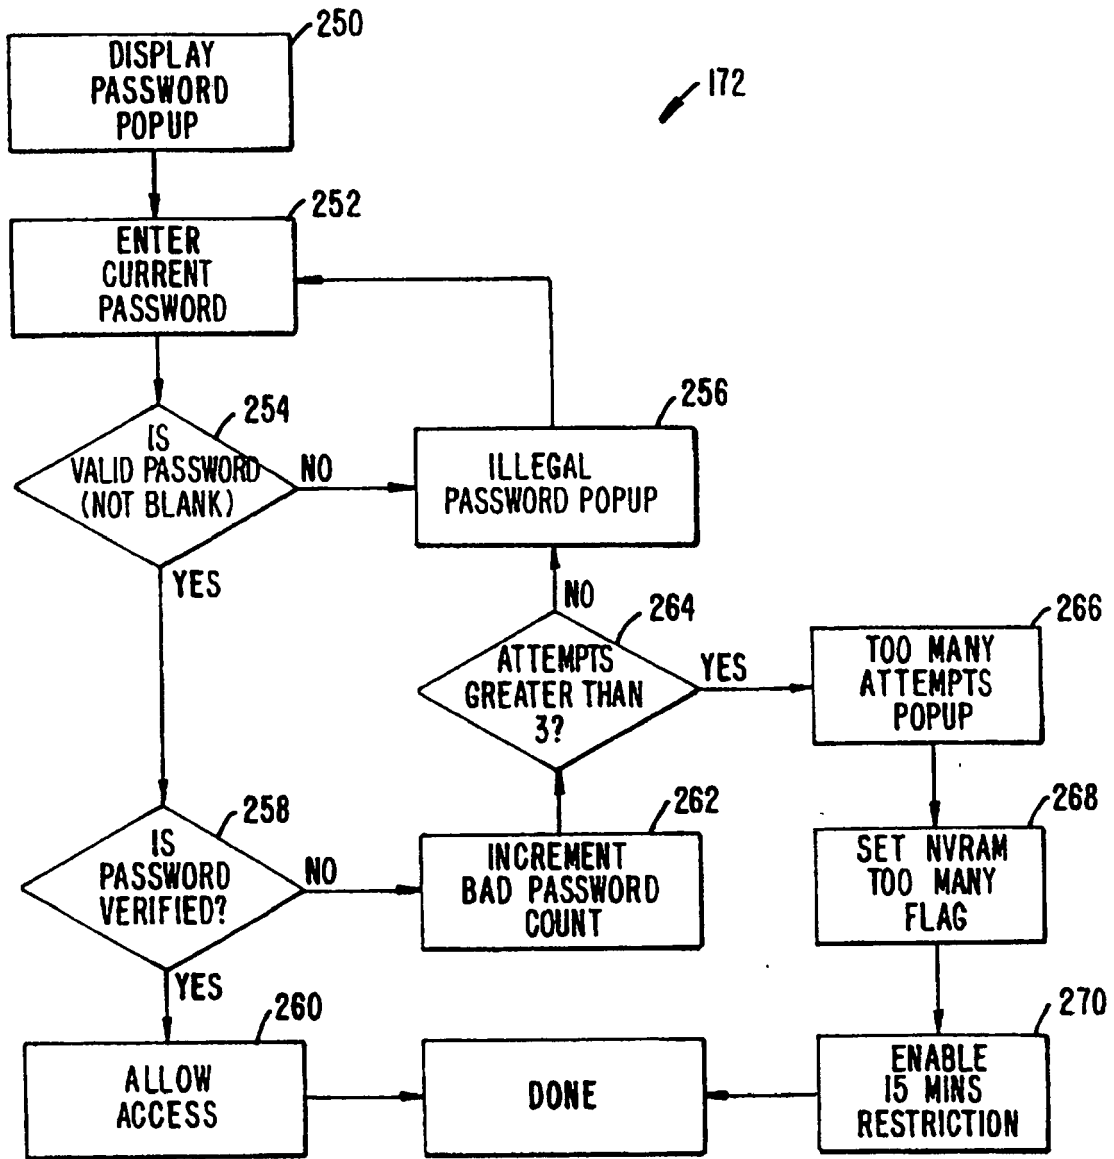 250
DISPLAY
PASSWORD
POPUP
172
252
ENTER
CURRENT
PASSWORD
254
IS
VALID PASSWORD
(NOT BLANK)
NO
YES
256
ILLEGAL
PASSWORD POPUP
NO
264
ATTEMPTS
GREATER THAN
3?
YES
266
TOO MANY
ATTEMPTS
POPUP
258
IS
PASSWORD
VERIFIED?
NO
YES
262
INCREMENT
BAD PASSWORD
COUNT
268
SET NVRAM
TOO MANY
FLAG
260
ALLOW
ACCESS
DONE
270
ENABLE
15 MINS
RESTRICTION